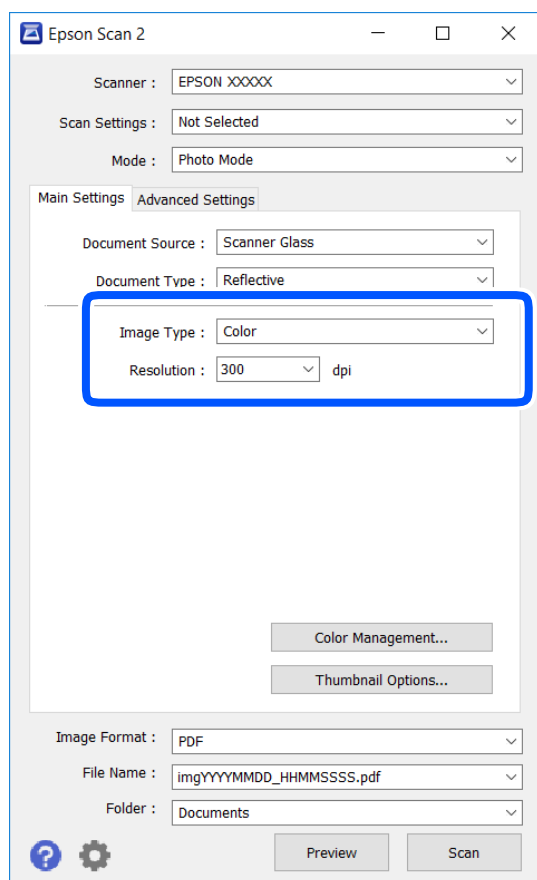 Epson Scan 2
Scanner : EPSON XXXXX
Scan Settings : Not Selected
Mode : Photo Mode
Main Settings Advanced Settings
Document Source : Scanner Glass
Document Type : Reflective
Image Type : Color
Resolution : 300 dpi
Color Management...
Thumbnail Options...
Image Format : PDF
File Name : imgYYYYMMDD_HHMMSSSS.pdf
Folder : Documents
? Preview Scan